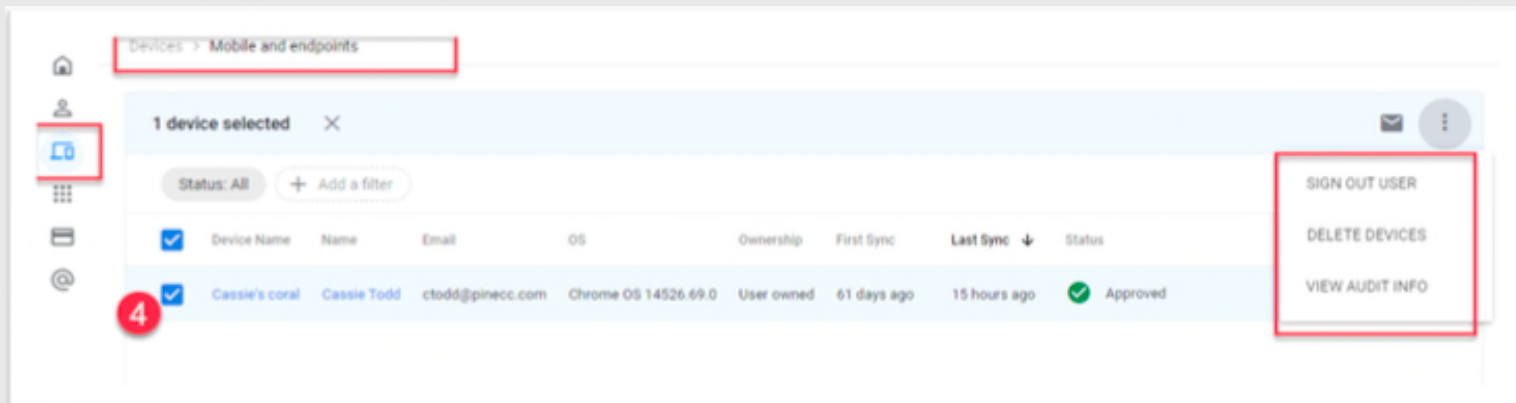 Devices > Mobile and endpoints
1 device selected
Status: All + Add a filter
SIGN OUT USER
DELETE DEVICES
VIEW AUDIT INFO
Device Name Name Email OS Ownership First Sync Last Sync Status
4
Cassie's coral Cassie Todd ctodd@pinecc.com Chrome OS 14526.69.0 User owned 61 days ago 15 hours ago Approved